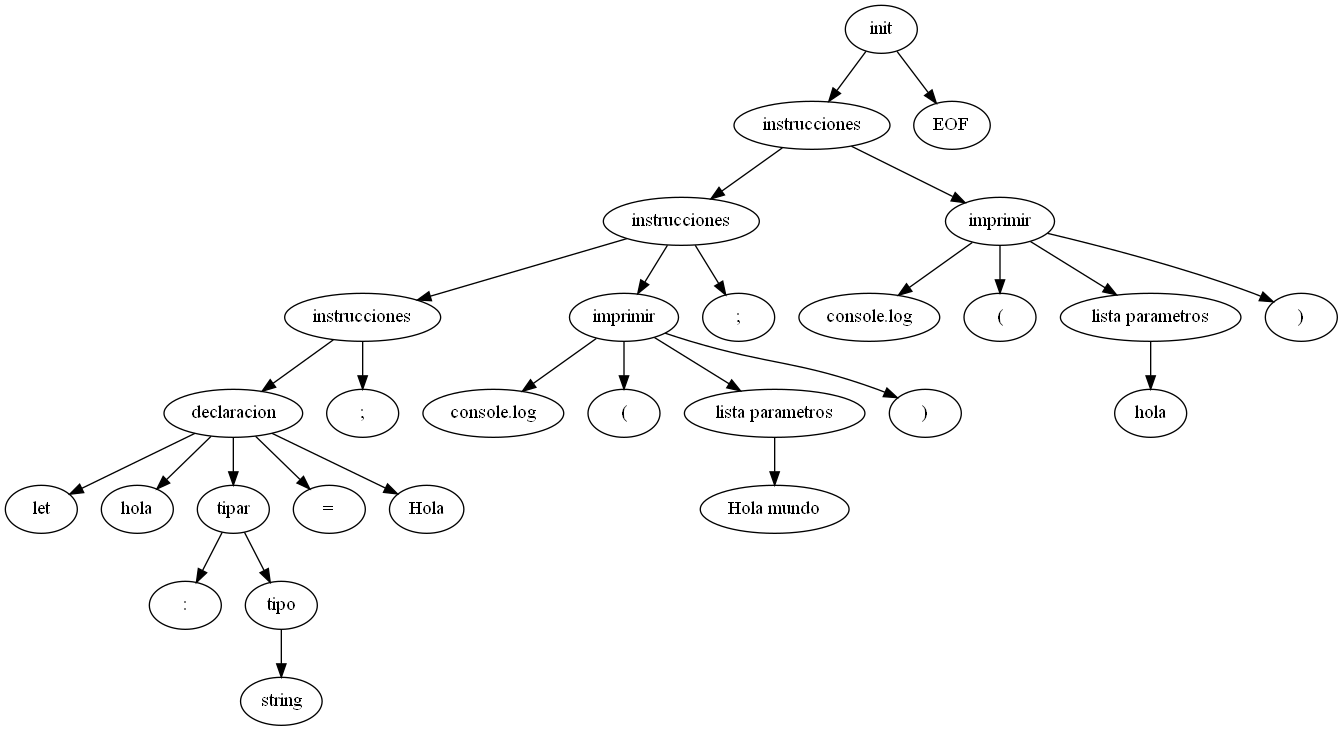 init
instrucciones
EOF
instrucciones
imprimir
instrucciones
imprimir
;
console.log
(
lista parametros
)
declaracion
;
console.log
(
lista parametros
)
hola
let
hola
tipar
=
Hola
Hola mundo
:
tipo
string